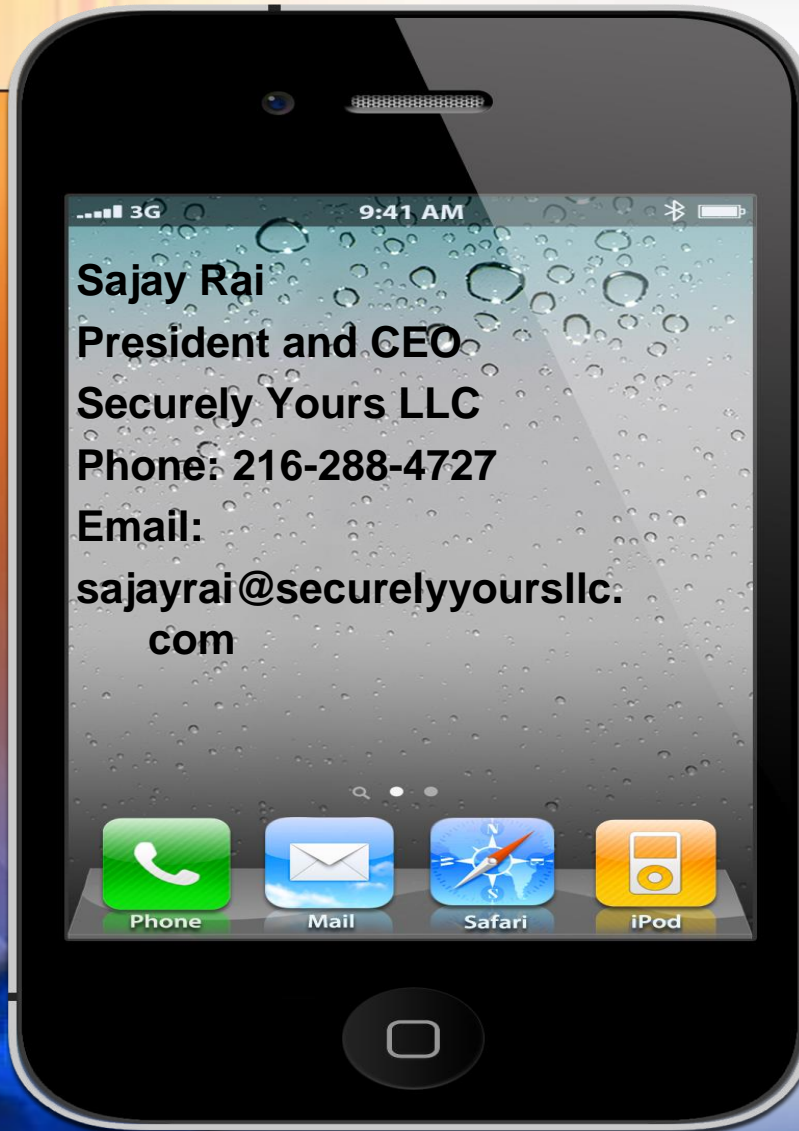 3G 9:41 AM
Sajay Rai
President and CEO
Securely Yours LLC
Phone: 216-288-4727
Email:
sajayrai@securelyyoursllc.
com
Phone Mail Safari iPod